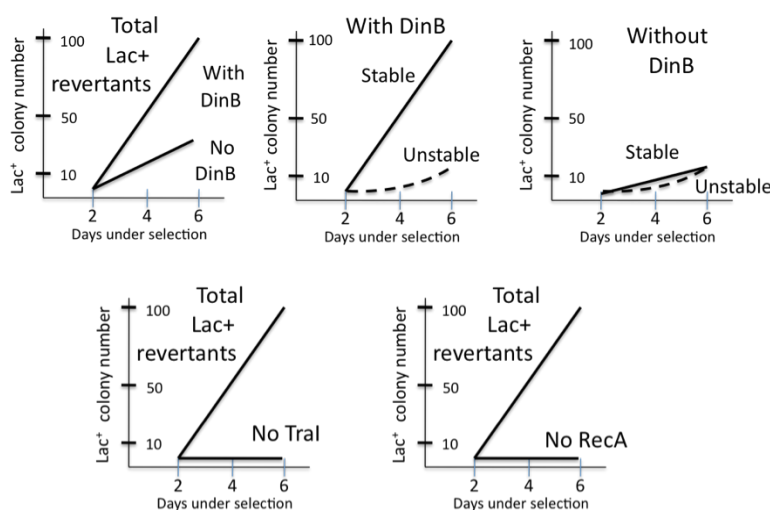 Total
Lac+
revertants
With
DinB
No
DinB
100
50
10
2 4 6
Days under selection
Lac+ colony number
With DinB
Stable
Unstable
100
50
10
2 4 6
Days under selection
Lac+ colony number
Without
DinB
Stable
Unstable
100
50
10
2 4 6
Days under selection
Lac+ colony number
Total
Lac+
revertants
No TraI
100
50
10
2 4 6
Days under selection
Lac+ colony number
Total
Lac+
revertants
No RecA
100
50
10
2 4 6
Days under selection
Lac+ colony number